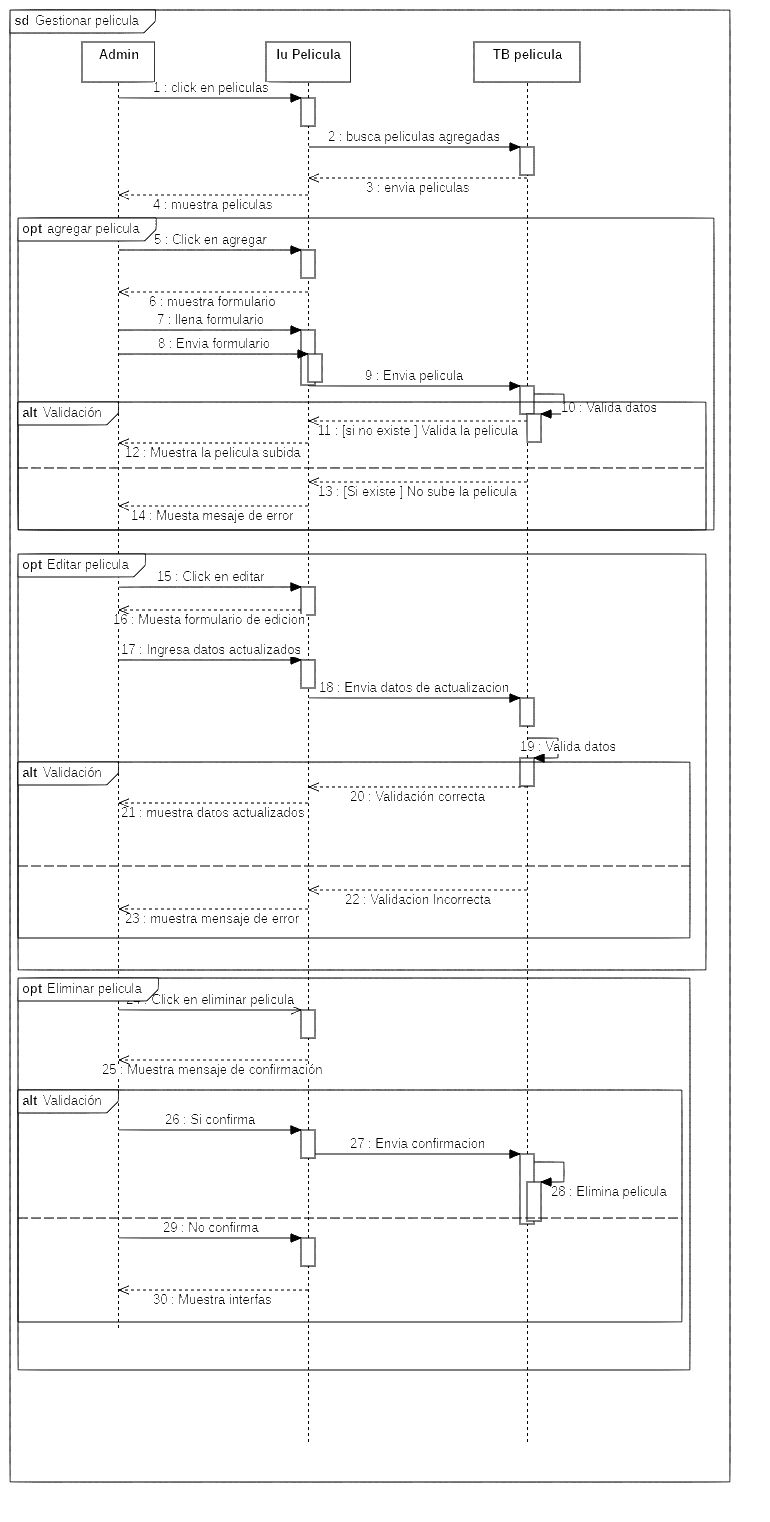 sd Gestionar pelicula
Admin
Iu Pelicula
TB pelicula
1 : click en peliculas
2 : busca peliculas agregadas
3 : envia peliculas
4 : muestra peliculas
opt agregar pelicula
5 : Click en agregar
6 : muestra formulario
7 : llena formulario
8 : Envia formulario
9 : Envia pelicula
10 : Valida datos
alt Validación
11 : [si no existe ] Valida la pelicula
12 : Muestra la pelicula subida
13 : [Si existe ] No sube la pelicula
14 : Muesta mesaje de error
opt Editar pelicula
15 : Click en editar
16 : Muesta formulario de edicion
17 : Ingresa datos actualizados
18 : Envia datos de actualizacion
19 : Valida datos
alt Validación
20 : Validación correcta
21 : muestra datos actualizados
22 : Validacion Incorrecta
23 : muestra mensaje de error
opt Eliminar pelicula
24 : Click en eliminar pelicula
25 : Muestra mensaje de confirmación
alt Validación
26 : Si confirma
27 : Envia confirmacion
28 : Elimina pelicula
29 : No confirma
30 : Muestra interfas